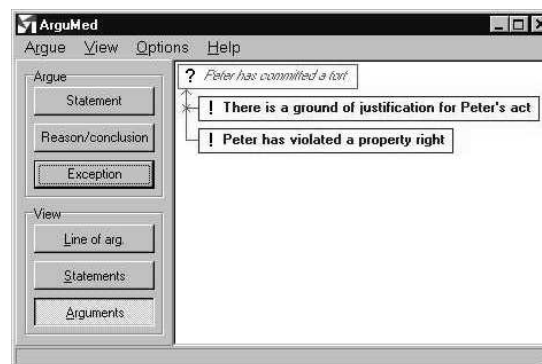 ArguMed
Argue View Options Help
Argue
Statement
Reason/conclusion
Exception
View
Line of arg.
Statements
Arguments
? Peter has committed a tort
! There is a ground of justification for Peter's act
! Peter has violated a property right